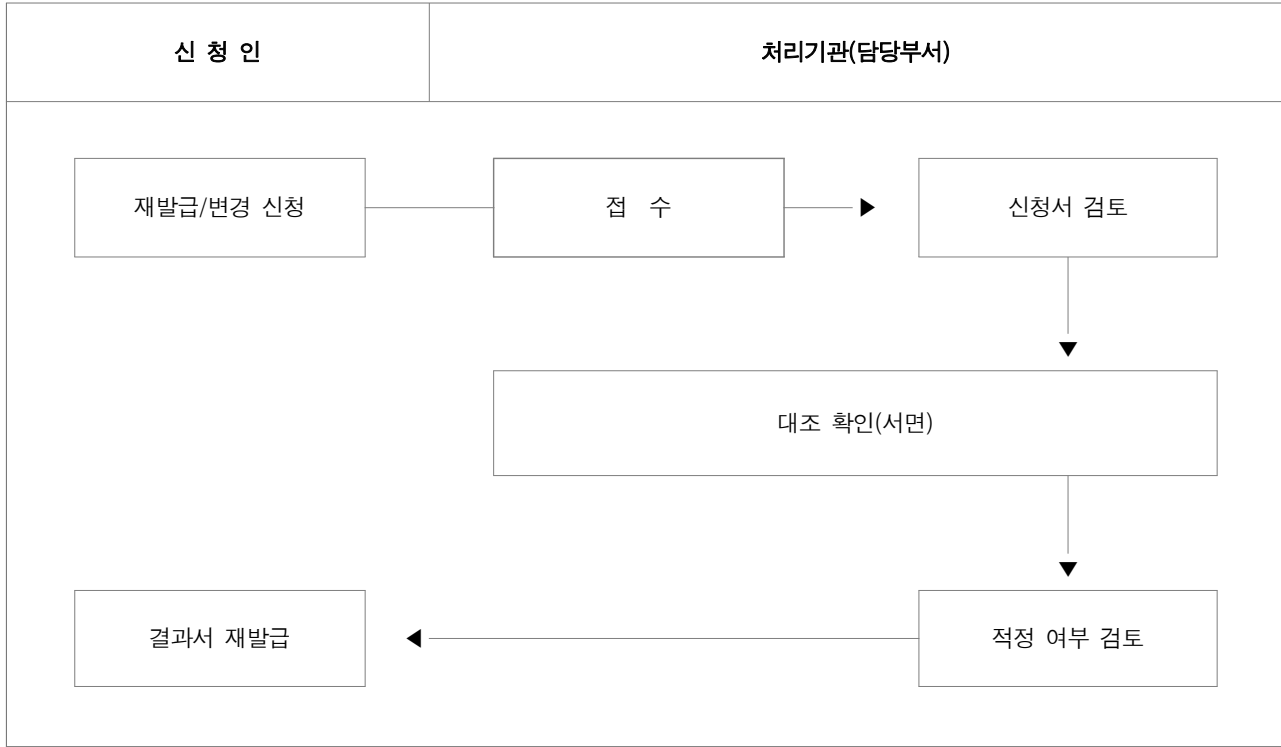 신 청 인
처리기관(담당부서)
재발급/변경 신청
접 수
신청서 검토
대조 확인(서면)
결과서 재발급
적정 여부 검토